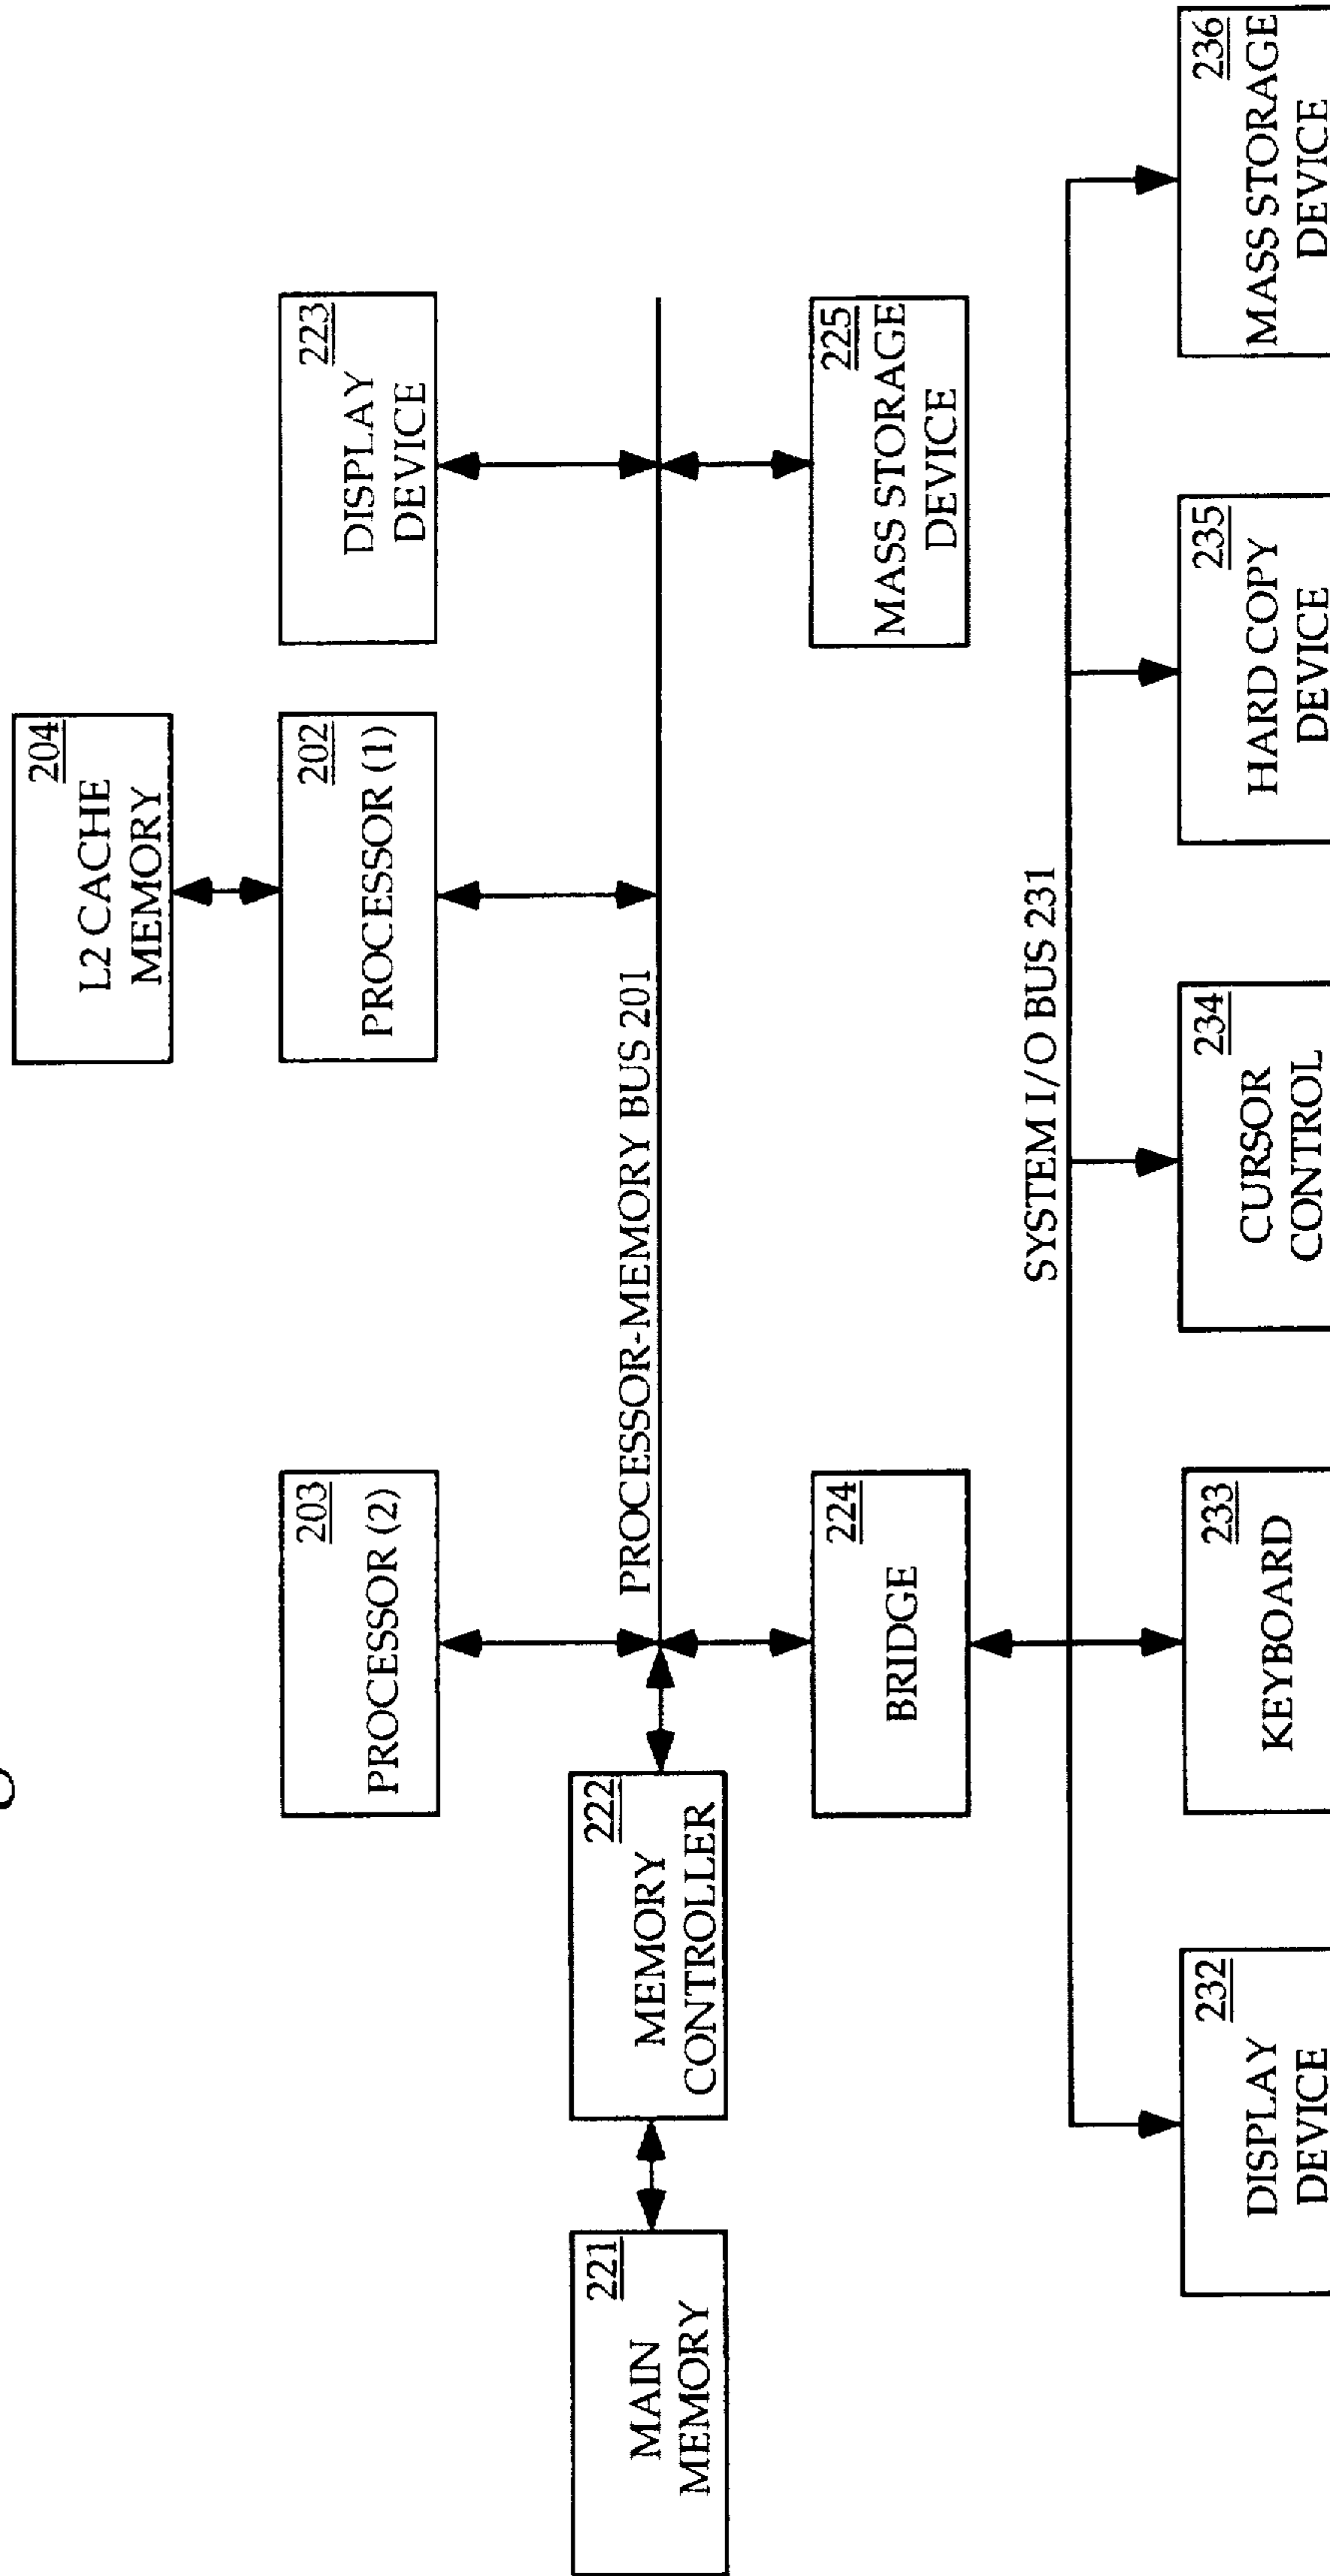 204
L2 CACHE
MEMORY
203
PROCESSOR (2)
202
PROCESSOR (1)
223
DISPLAY
DEVICE
221
MAIN
MEMORY
222
MEMORY
CONTROLLER
PROCESSOR-MEMORY BUS 201
224
BRIDGE
225
MASS STORAGE
DEVICE
SYSTEM I/O BUS 231
232
DISPLAY
DEVICE
233
KEYBOARD
234
CURSOR
CONTROL
235
HARD COPY
DEVICE
236
MASS STORAGE
DEVICE